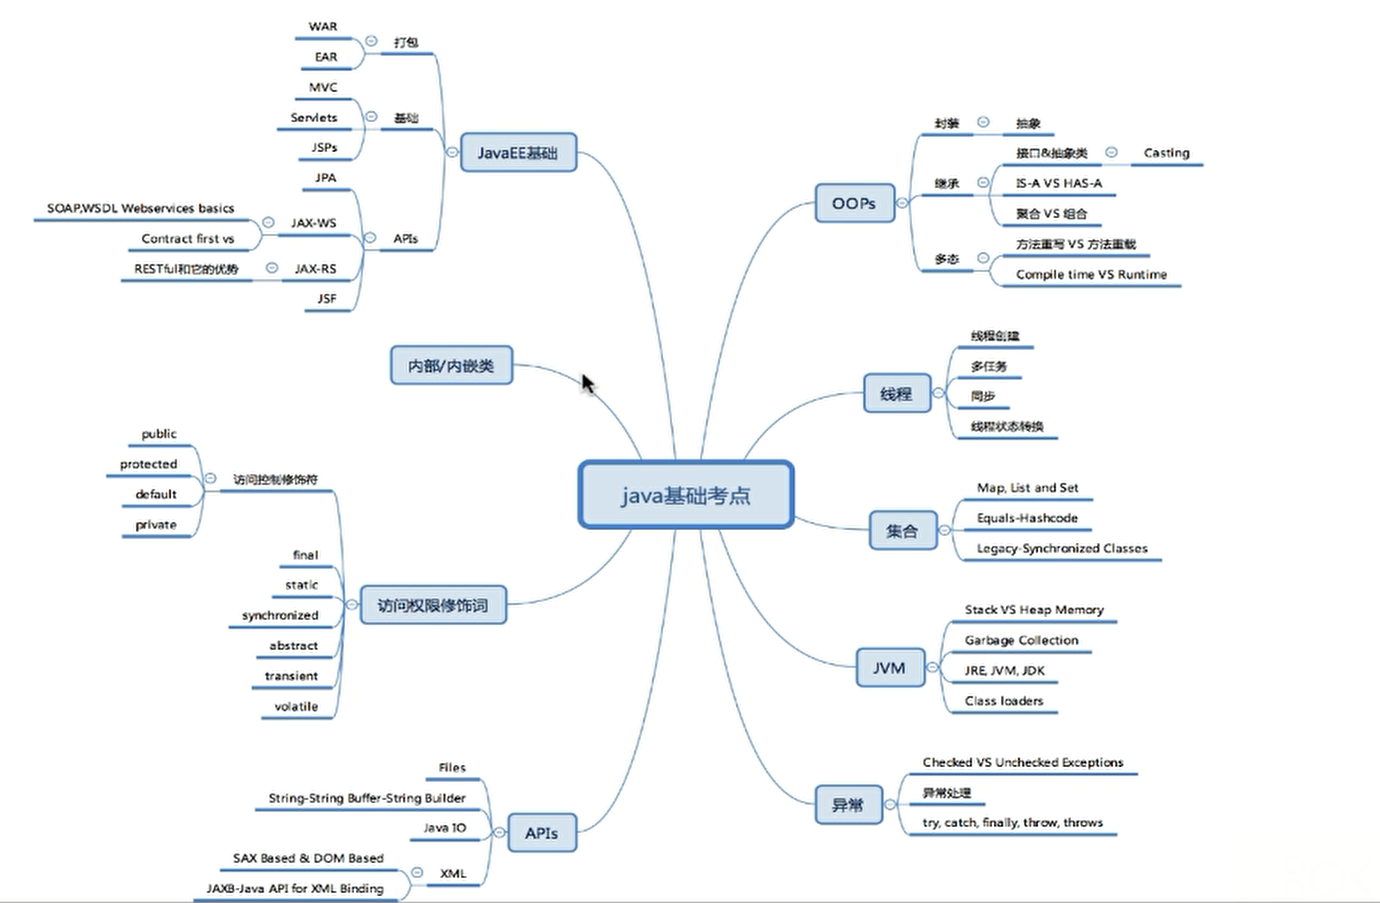 java基础考点
JavaEE基础
打包
WAR
EAR
基础
MVC
Servlets
JSPs
APIs
JPA
JAX-WS
SOAP,WSDL Webservices basics
Contract first vs
JAX-RS
RESTful和它的优势
JSF
内部/内嵌类
访问权限修饰词
访问控制修饰符
public
protected
default
private
final
static
synchronized
abstract
transient
volatile
APIs
Files
String-String Buffer-String Builder
Java IO
XML
SAX Based & DOM Based
JAXB-Java API for XML Binding
OOPs
封装
抽象
继承
接口&抽象类
Casting
IS-A VS HAS-A
聚合 VS 组合
多态
方法重写 VS 方法重载
Compile time VS Runtime
线程
线程创建
多任务
同步
线程状态转换
集合
Map, List and Set
Equals-Hashcode
Legacy-Synchronized Classes
JVM
Stack VS Heap Memory
Garbage Collection
JRE, JVM, JDK
Class loaders
异常
Checked VS Unchecked Exceptions
异常处理
try, catch, finally, throw, throws